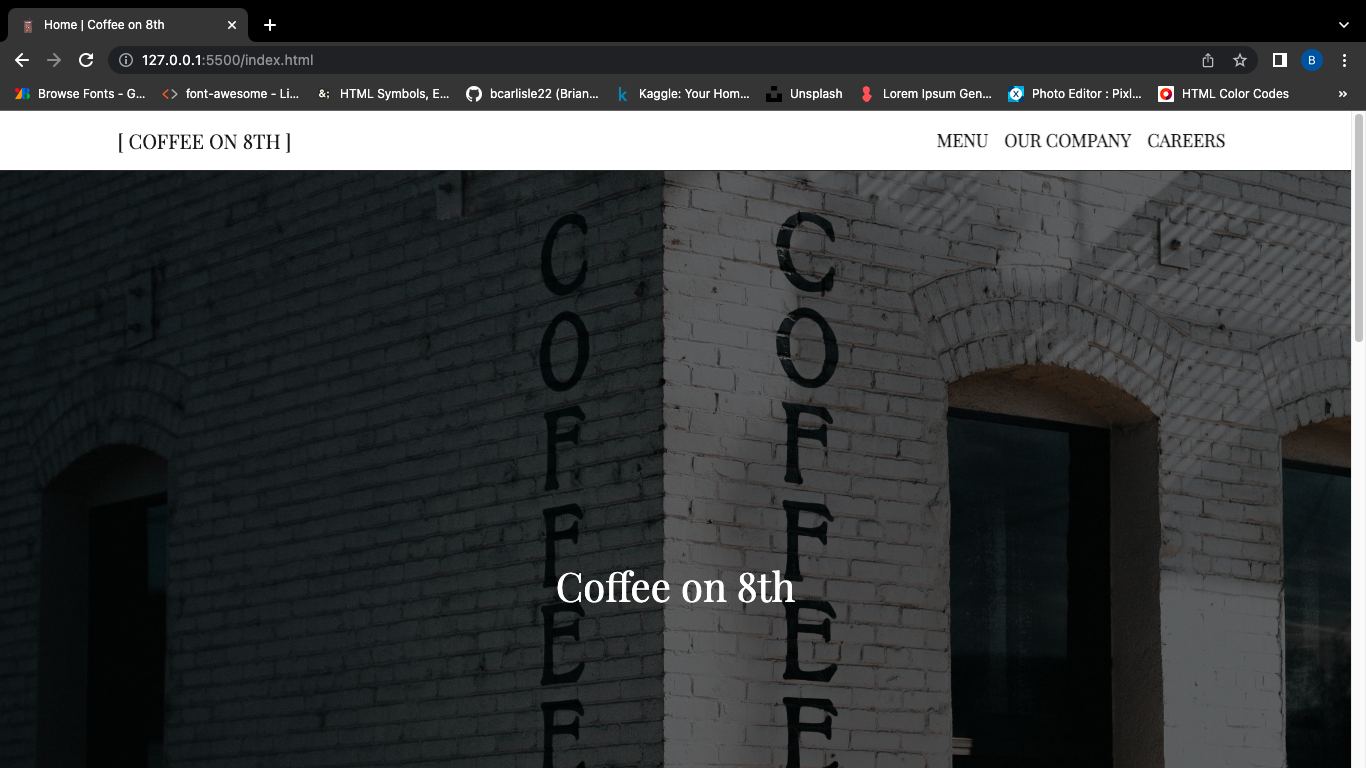 Home | Coffee on 8th
127.0.0.1:5500/index.html
B
Browse Fonts - G... font-awesome - Li... &; HTML Symbols, E... bcarlisle22 (Brian... k Kaggle: Your Hom... Unsplash Lorem Ipsum Gen... X Photo Editor : Pixl... HTML Color Codes »
[ COFFEE ON 8TH ] MENU OUR COMPANY CAREERS
COFFEE
COFFEE
Coffee on 8th